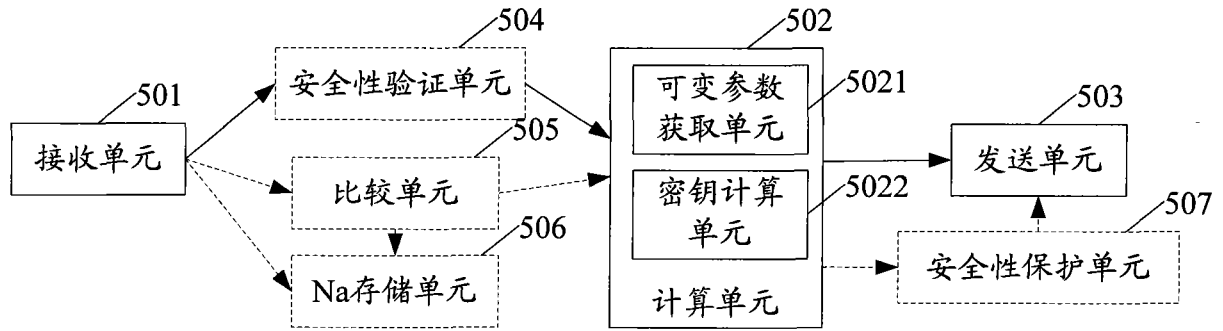 501
接收单元
504
安全性验证单元
505
比较单元
506
Na存储单元
502
可变参数
获取单元
5021
密钥计算
单元
5022
计算单元
503
发送单元
507
安全性保护单元